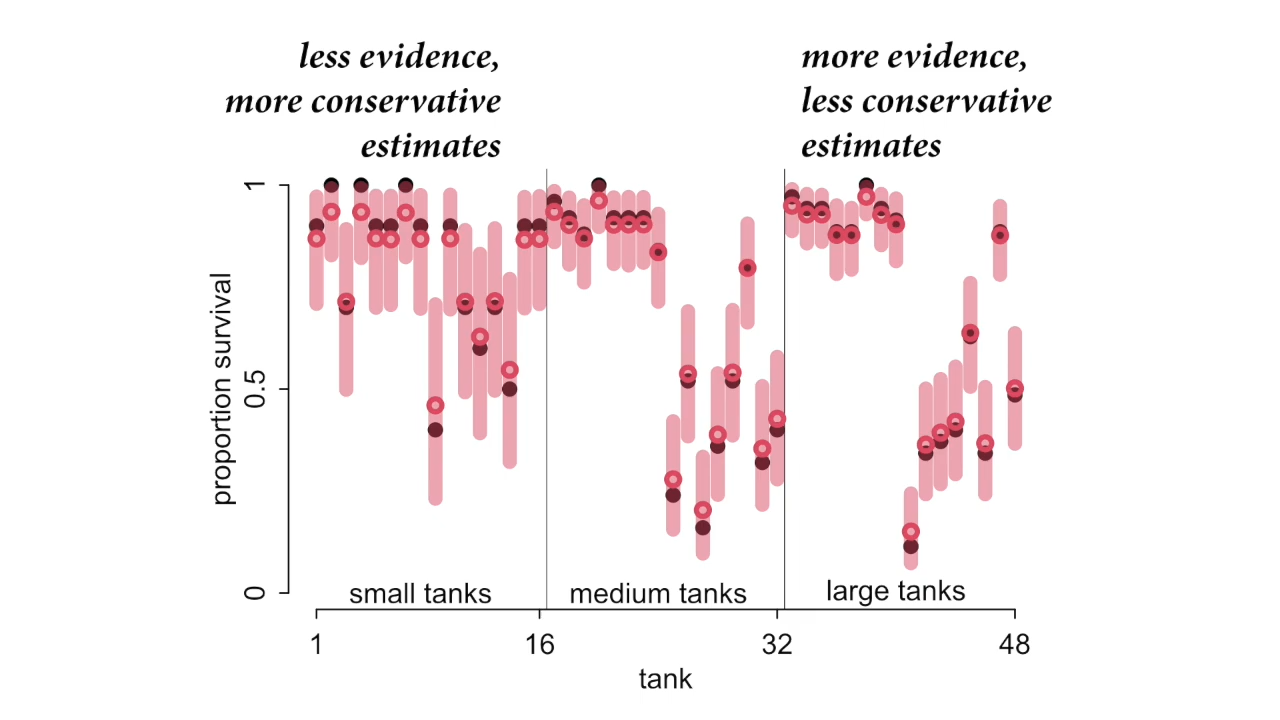 less evidence,
more conservative
estimates
more evidence,
less conservative
estimates
proportion survival
1
0.5
0
small tanks
medium tanks
large tanks
1
16
32
48
tank